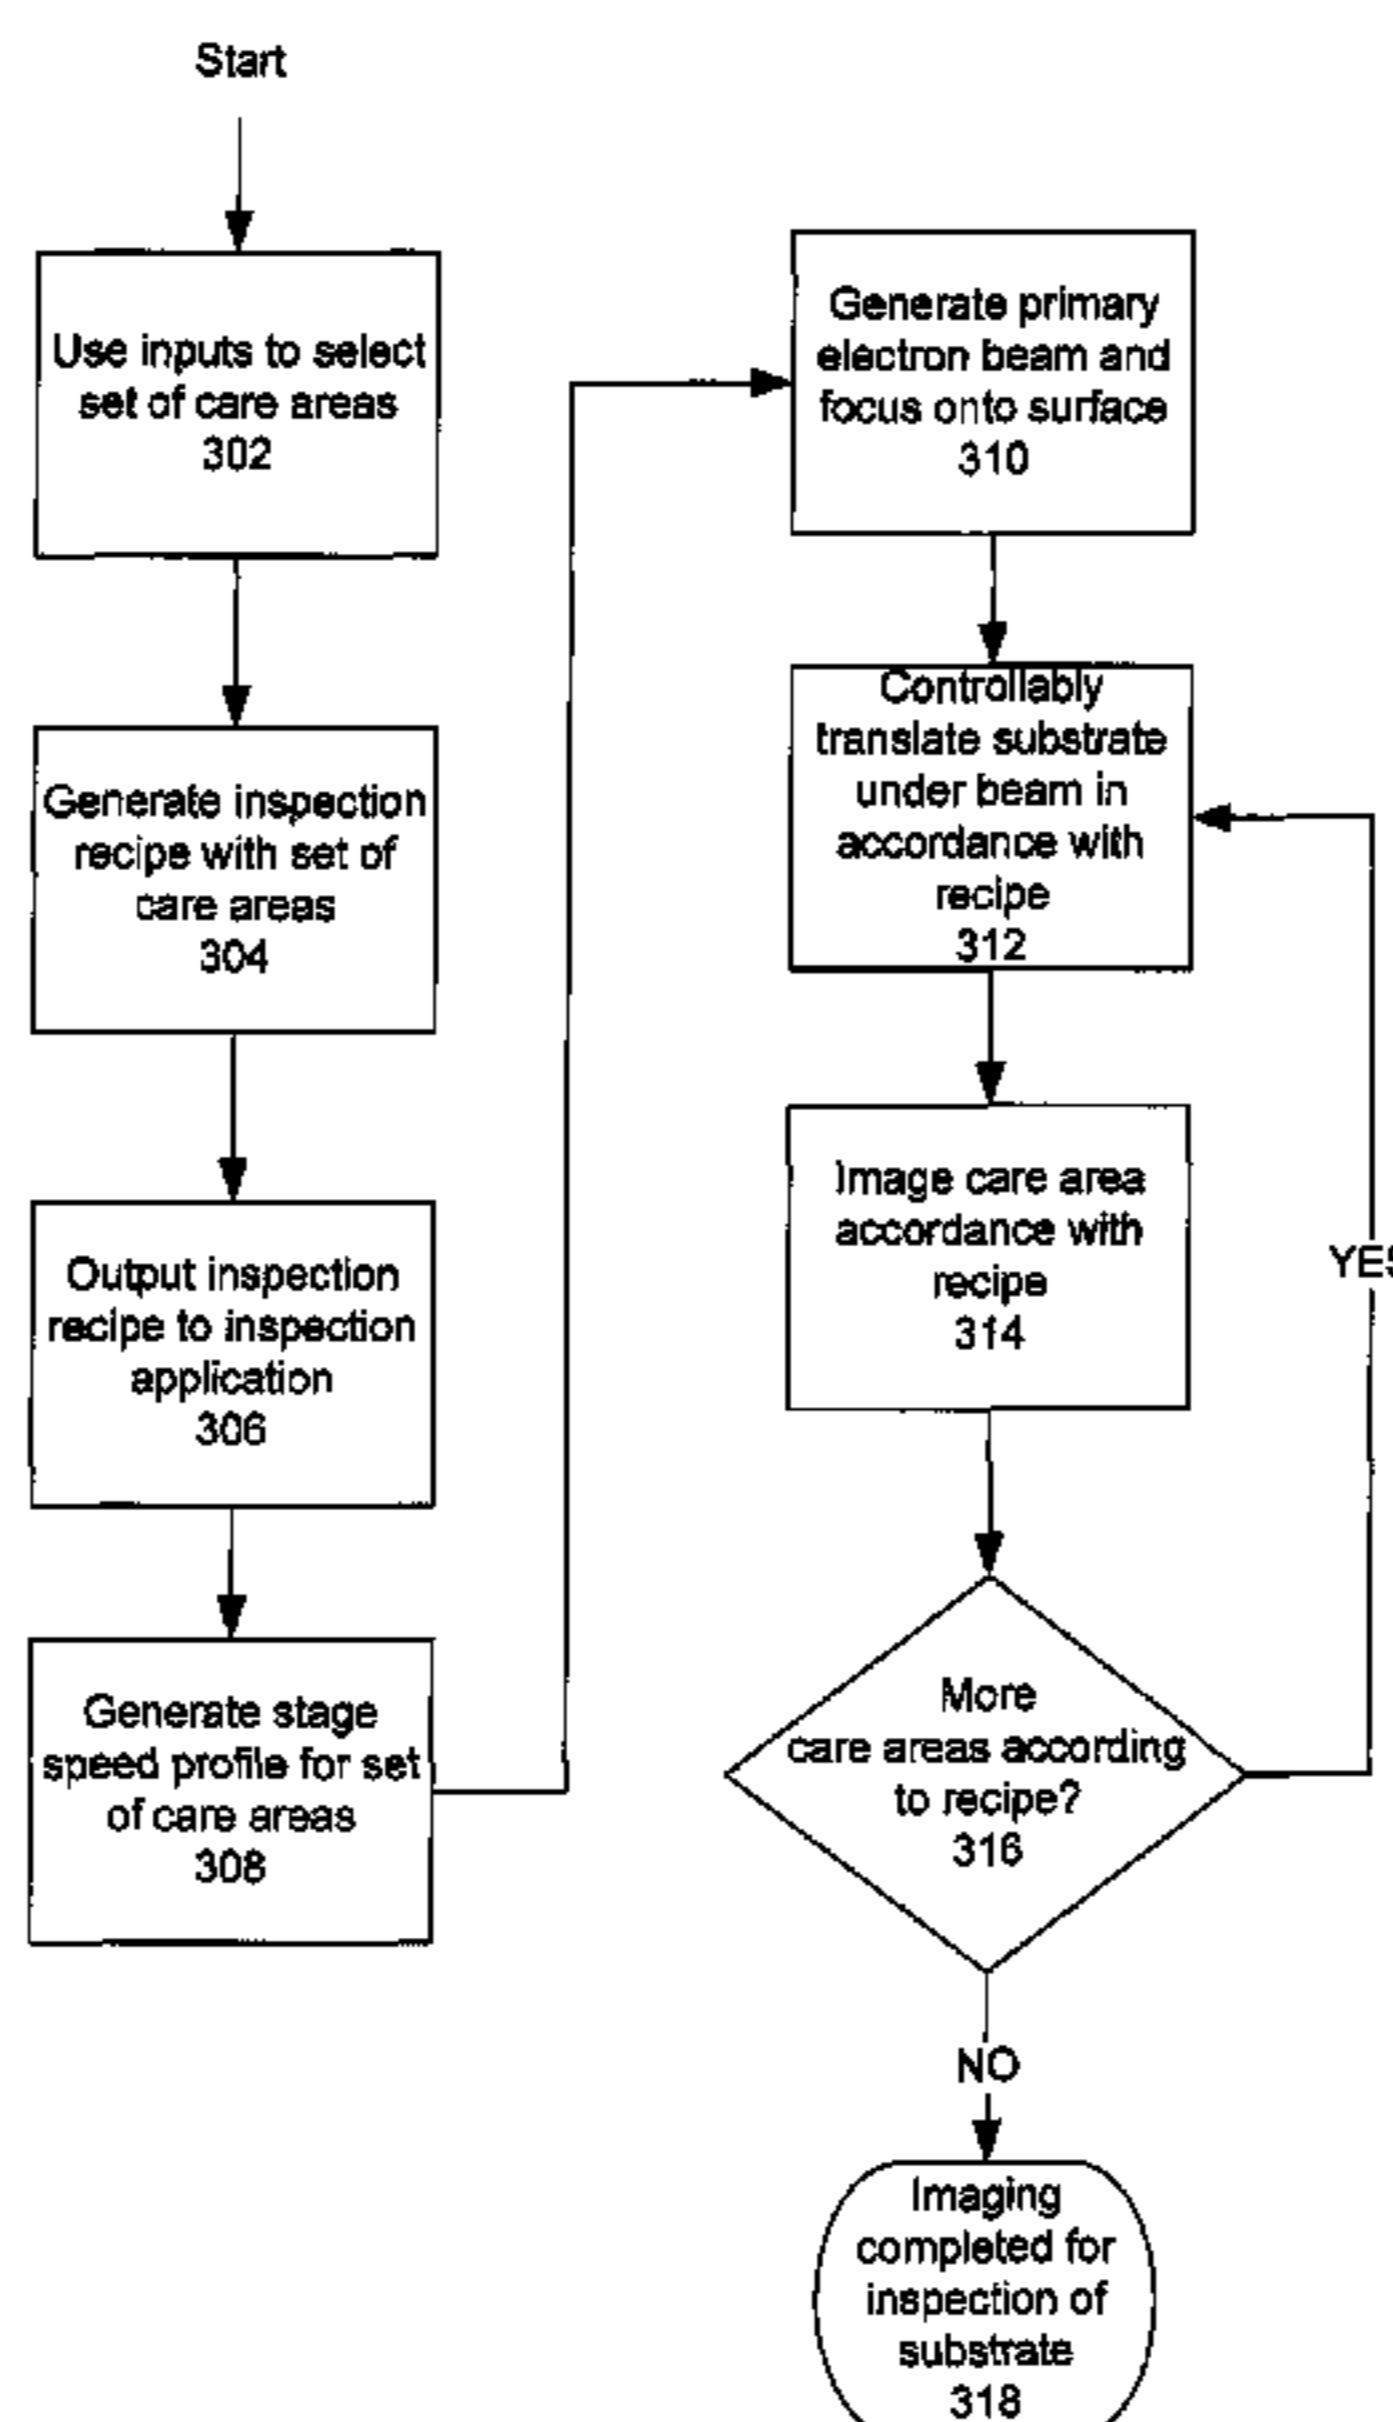 Start
Use inputs to select
set of care areas
302
Generate inspection
recipe with set of
care areas
304
Output inspection
recipe to inspection
application
306
Generate stage
speed profile for set
of care areas
308
Generate primary
electron beam and
focus onto surface
310
Controllably
translate substrate
under beam in
accordance with
recipe
312
Image care area
accordance with
recipe
314
YES
More
care areas according
to recipe?
316
NO
Imaging
completed for
inspection of
substrate
318